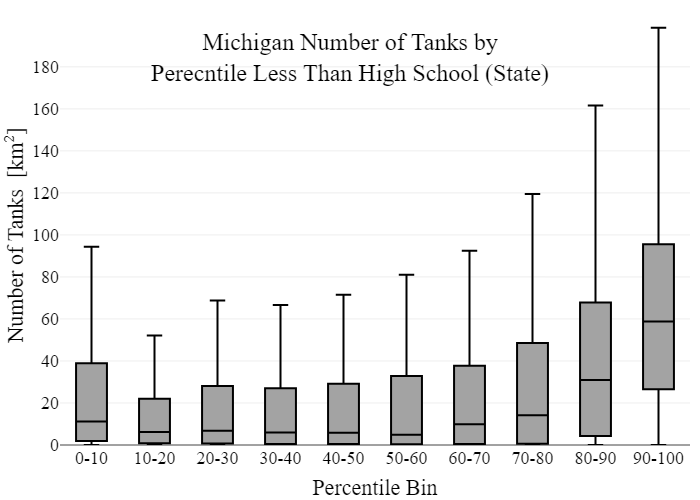 Michigan Number of Tanks by
Perecntile Less Than High School (State)
Number of Tanks [km²]
180
160
140
120
100
80
60
40
20
0
0-10 10-20 20-30 30-40 40-50 50-60 60-70 70-80 80-90 90-100
Percentile Bin